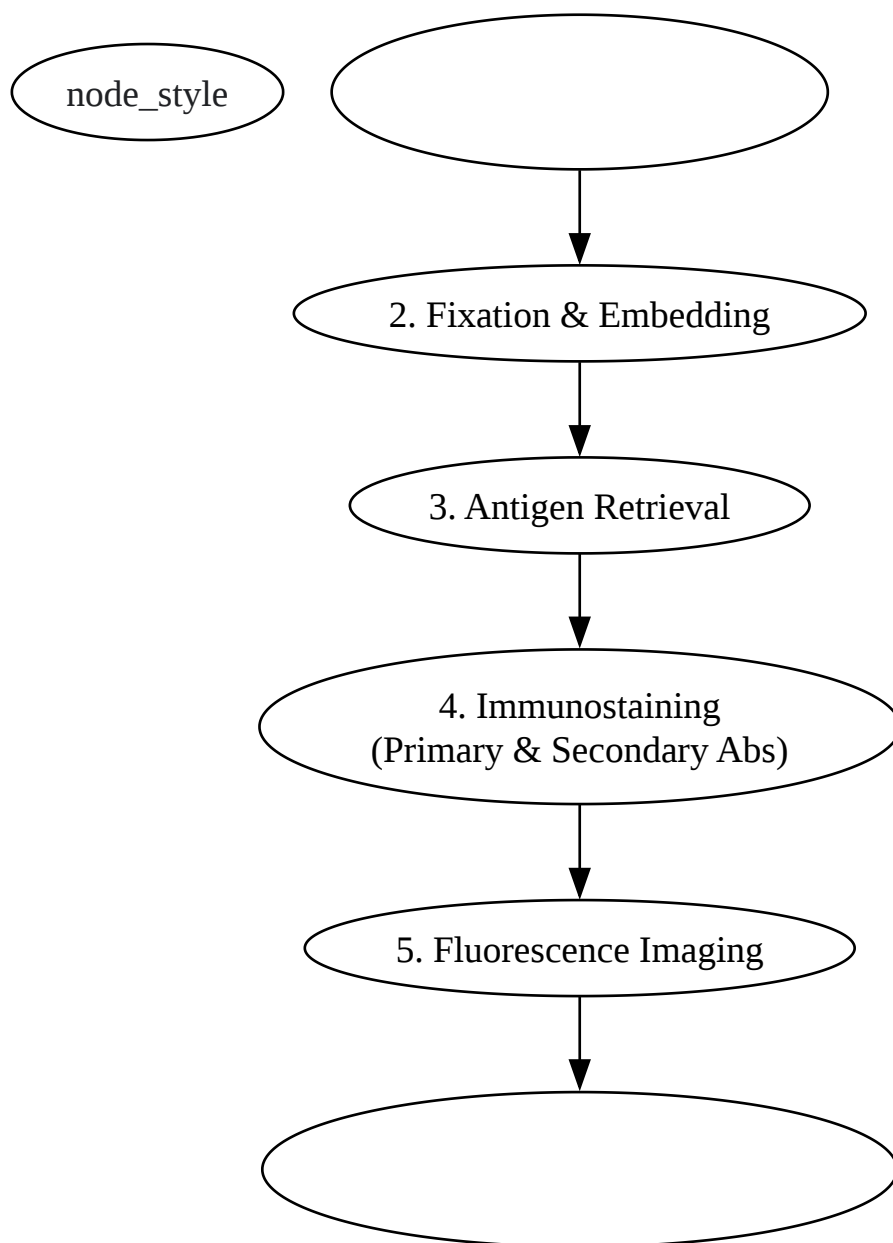 node_style
2. Fixation & Embedding
3. Antigen Retrieval
4. Immunostaining
(Primary & Secondary Abs)
5. Fluorescence Imaging